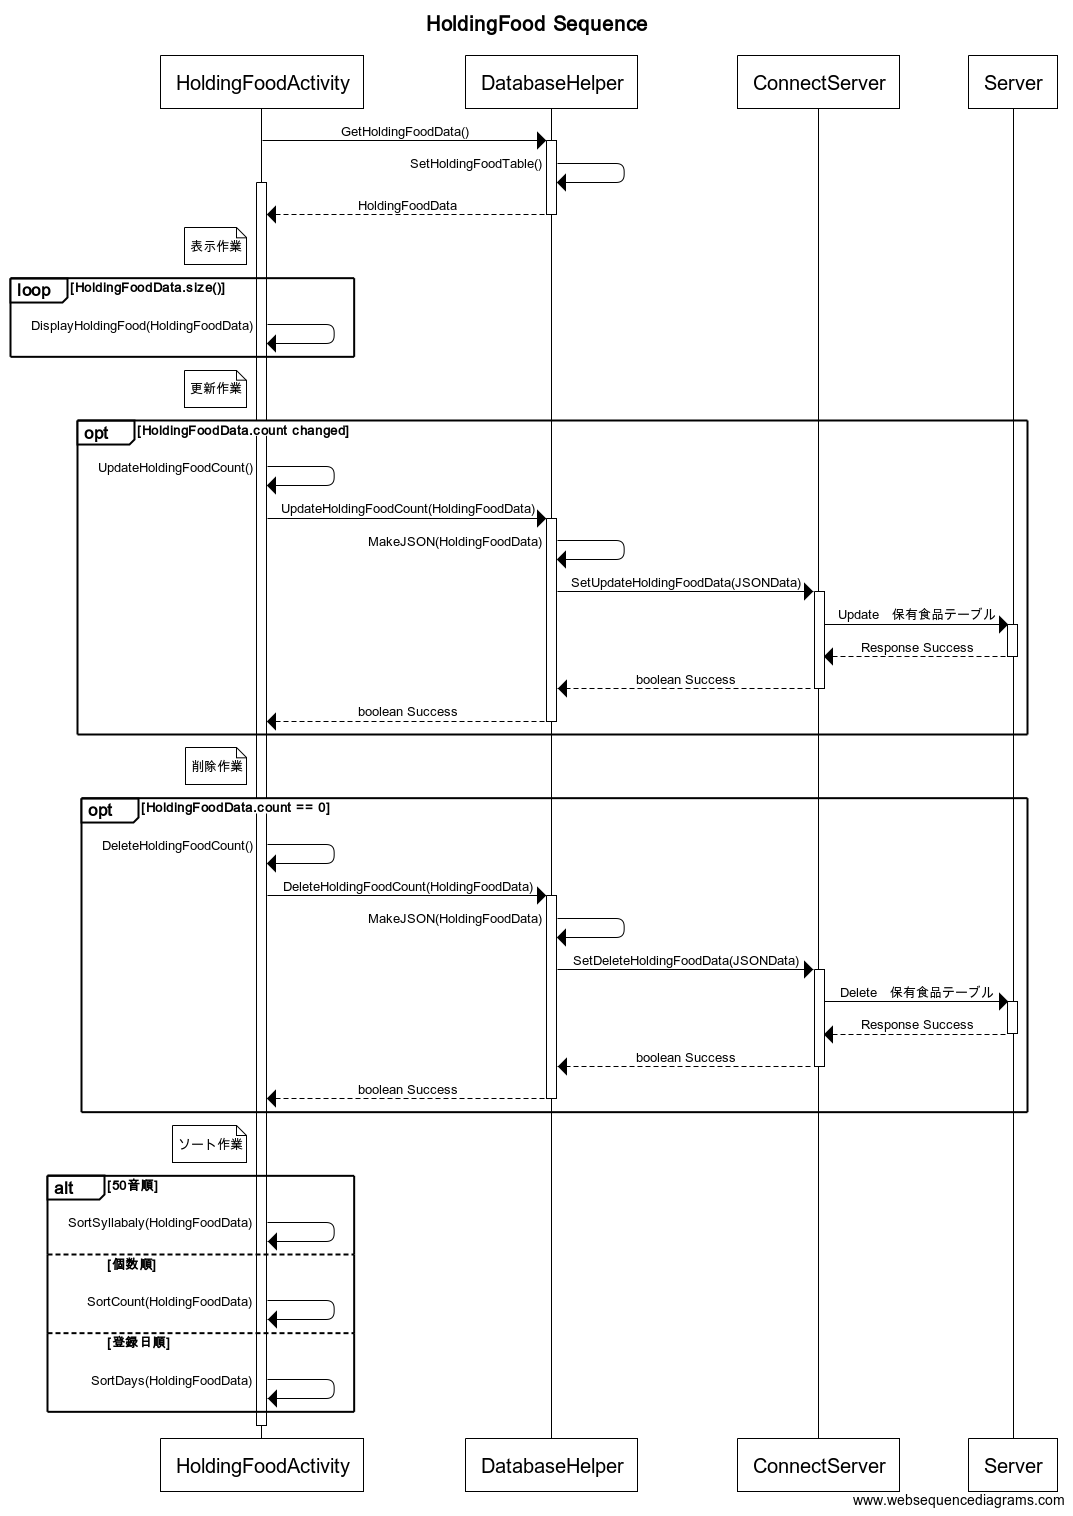 HoldingFood Sequence
HoldingFoodActivity
DatabaseHelper
ConnectServer
Server
GetHoldingFoodData()
SetHoldingFoodTable()
HoldingFoodData
表示作業
loop
[HoldingFoodData.size()]
DisplayHoldingFood(HoldingFoodData)
更新作業
opt
[HoldingFoodData.count changed]
UpdateHoldingFoodCount()
UpdateHoldingFoodCount(HoldingFoodData)
MakeJSON(HoldingFoodData)
SetUpdateHoldingFoodData(JSONData)
Update　保有食品テーブル
Response Success
boolean Success
boolean Success
削除作業
opt
[HoldingFoodData.count == 0]
DeleteHoldingFoodCount()
DeleteHoldingFoodCount(HoldingFoodData)
MakeJSON(HoldingFoodData)
SetDeleteHoldingFoodData(JSONData)
Delete　保有食品テーブル
Response Success
boolean Success
boolean Success
ソート作業
alt
[50音順]
SortSyllabaly(HoldingFoodData)
[個数順]
SortCount(HoldingFoodData)
[登録日順]
SortDays(HoldingFoodData)
HoldingFoodActivity
DatabaseHelper
ConnectServer
Server
www.websequencediagrams.com